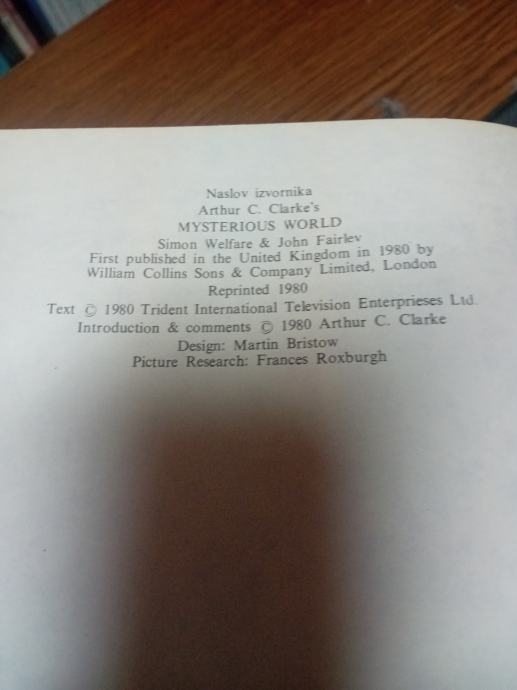 Naslov izvornika
Arthur C. Clarke's
MYSTERIOUS WORLD
Simon Welfare & John Fairley
First published in the United Kingdom in 1980 by
William Collins Sons & Company Limited, London
Reprinted 1980
Text © 1980 Trident International Television Enterprieses Ltd.
Introduction & comments © 1980 Arthur C. Clarke
Design: Martin Bristow
Picture Research: Frances Roxburgh